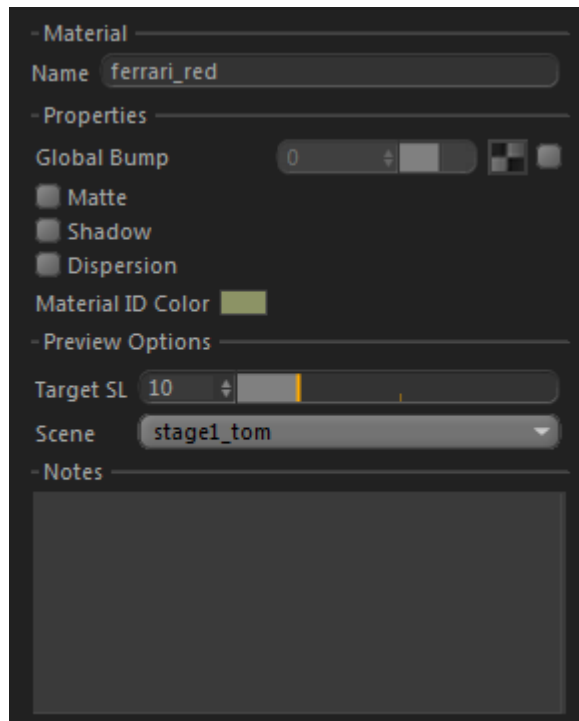 Material
Name ferrari_red
Properties
Global Bump 0
Matte
Shadow
Dispersion
Material ID Color
Preview Options
Target SL 10
Scene stage1_tom
Notes